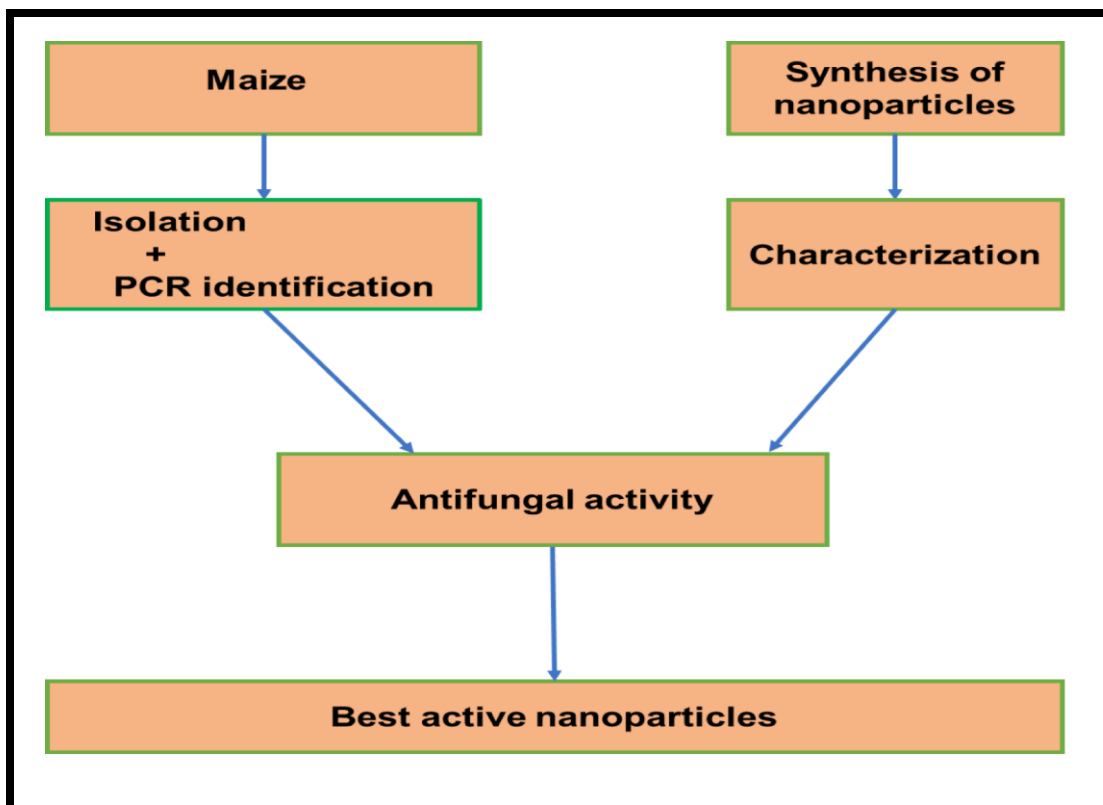 Maize
Synthesis of
nanoparticles
Isolation
+
PCR identification
Characterization
Antifungal activity
Best active nanoparticles